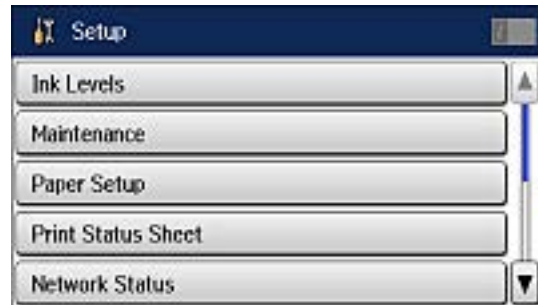 Setup
Ink Levels
Maintenance
Paper Setup
Print Status Sheet
Network Status